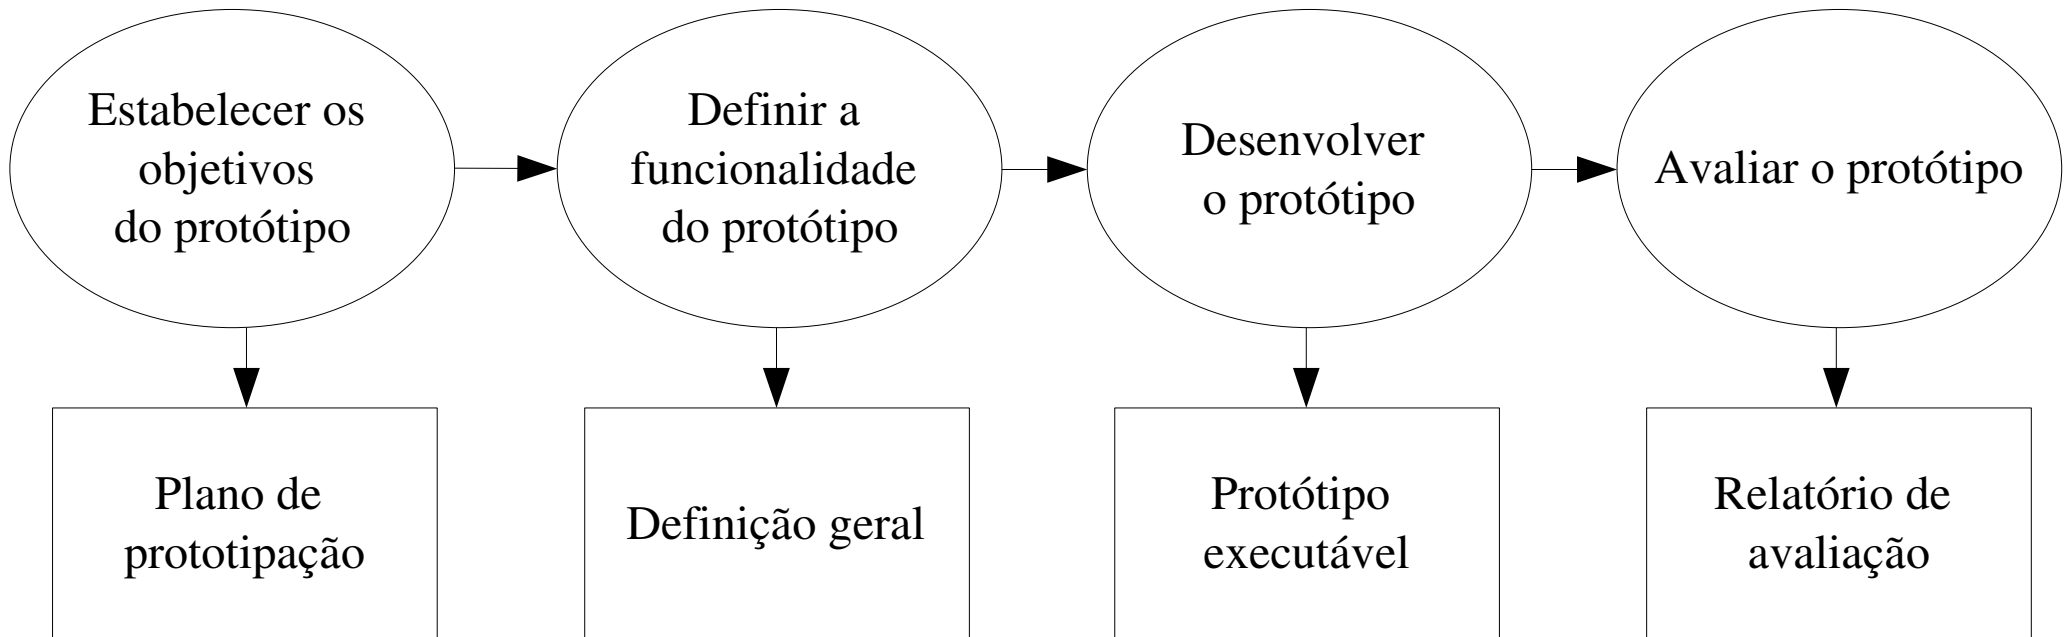 Estabelecer os
objetivos
do protótipo
Definir a
funcionalidade
do protótipo
Desenvolver
o protótipo
Avaliar o protótipo
Plano de
prototipação
Definição geral
Protótipo
executável
Relatório de
avaliação